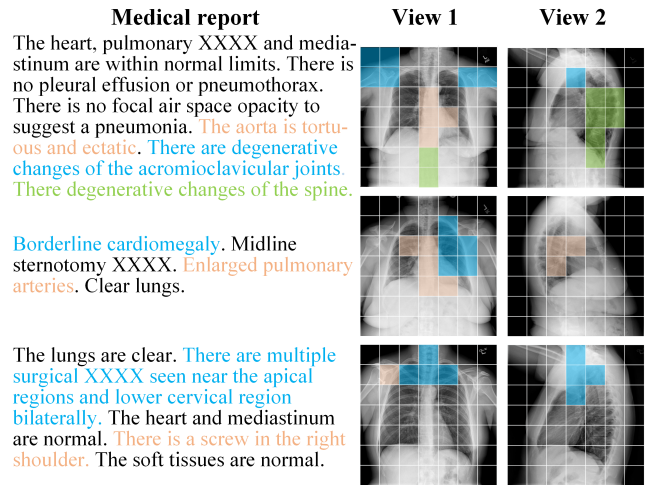 Medical report View 1 View 2
The heart, pulmonary XXXX and media-
stinum are within normal limits. There is
no pleural effusion or pneumothorax.
There is no focal air space opacity to
suggest a pneumonia. The aorta is tortu-
ous and ectatic. There are degenerative
changes of the acromioclavicular joints.
There degenerative changes of the spine.
Borderline cardiomegaly. Midline
sternotomy XXXX. Enlarged pulmonary
arteries. Clear lungs.
The lungs are clear. There are multiple
surgical XXXX seen near the apical
regions and lower cervical region
bilaterally. The heart and mediastinum
are normal. There is a screw in the right
shoulder. The soft tissues are normal.